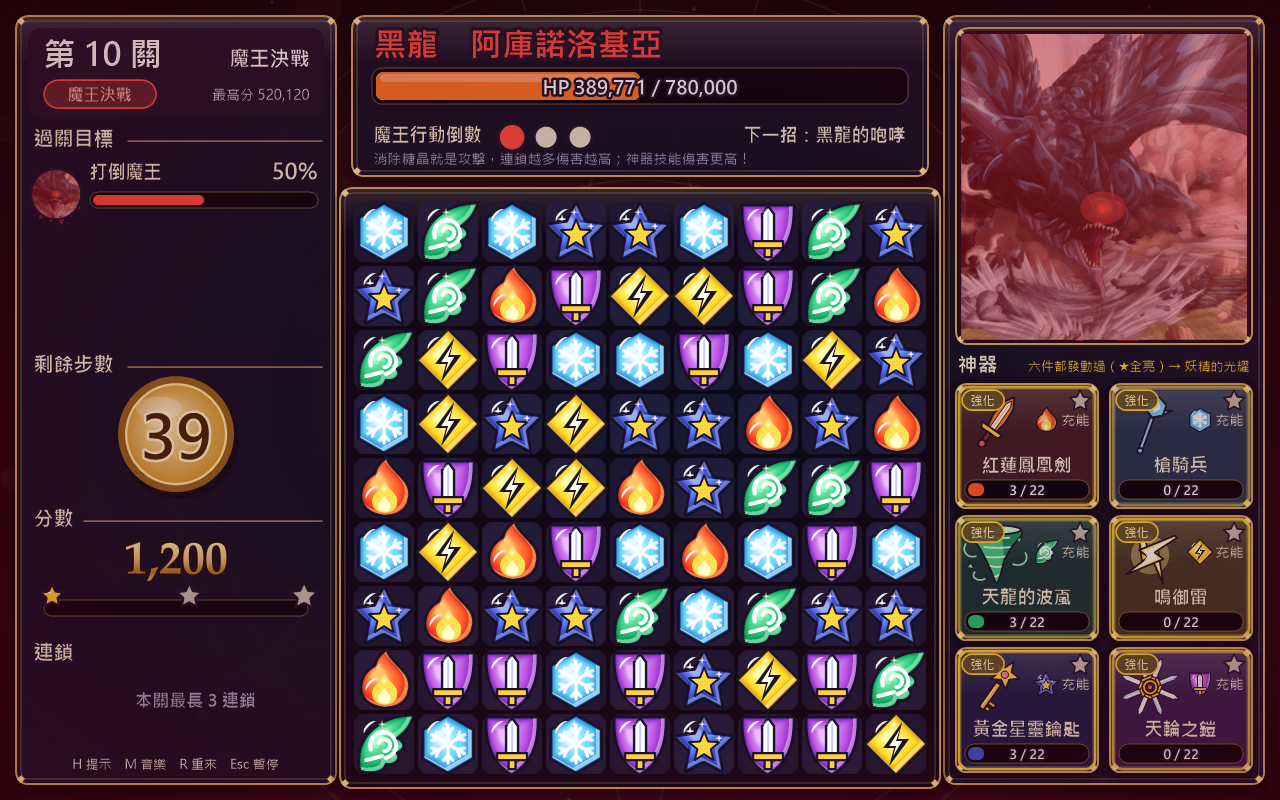 第 10 關
魔王決戰
魔王決戰
最高分 520,120
過關目標
打倒魔王
50%
剩餘步數
39
分數
1,200
連鎖
本關最長 3 連鎖
H 提示 M 音樂 R 重來 Esc 暫停
黑龍 阿庫諾洛基亞
HP 389,771 / 780,000
魔王行動倒數
下一招：黑龍的咆哮
消除糖晶就是攻擊，連鎖越多傷害越高；神器技能傷害更高！
神器
六件都發動過（★全亮）→ 妖精的光耀
強化
充能
紅蓮鳳凰劍
3 / 22
強化
充能
槍騎兵
0 / 22
強化
充能
天龍的波颪
3 / 22
強化
充能
鳴御雷
0 / 22
強化
充能
黃金星靈鑰匙
3 / 22
強化
充能
天輪之鎧
0 / 22